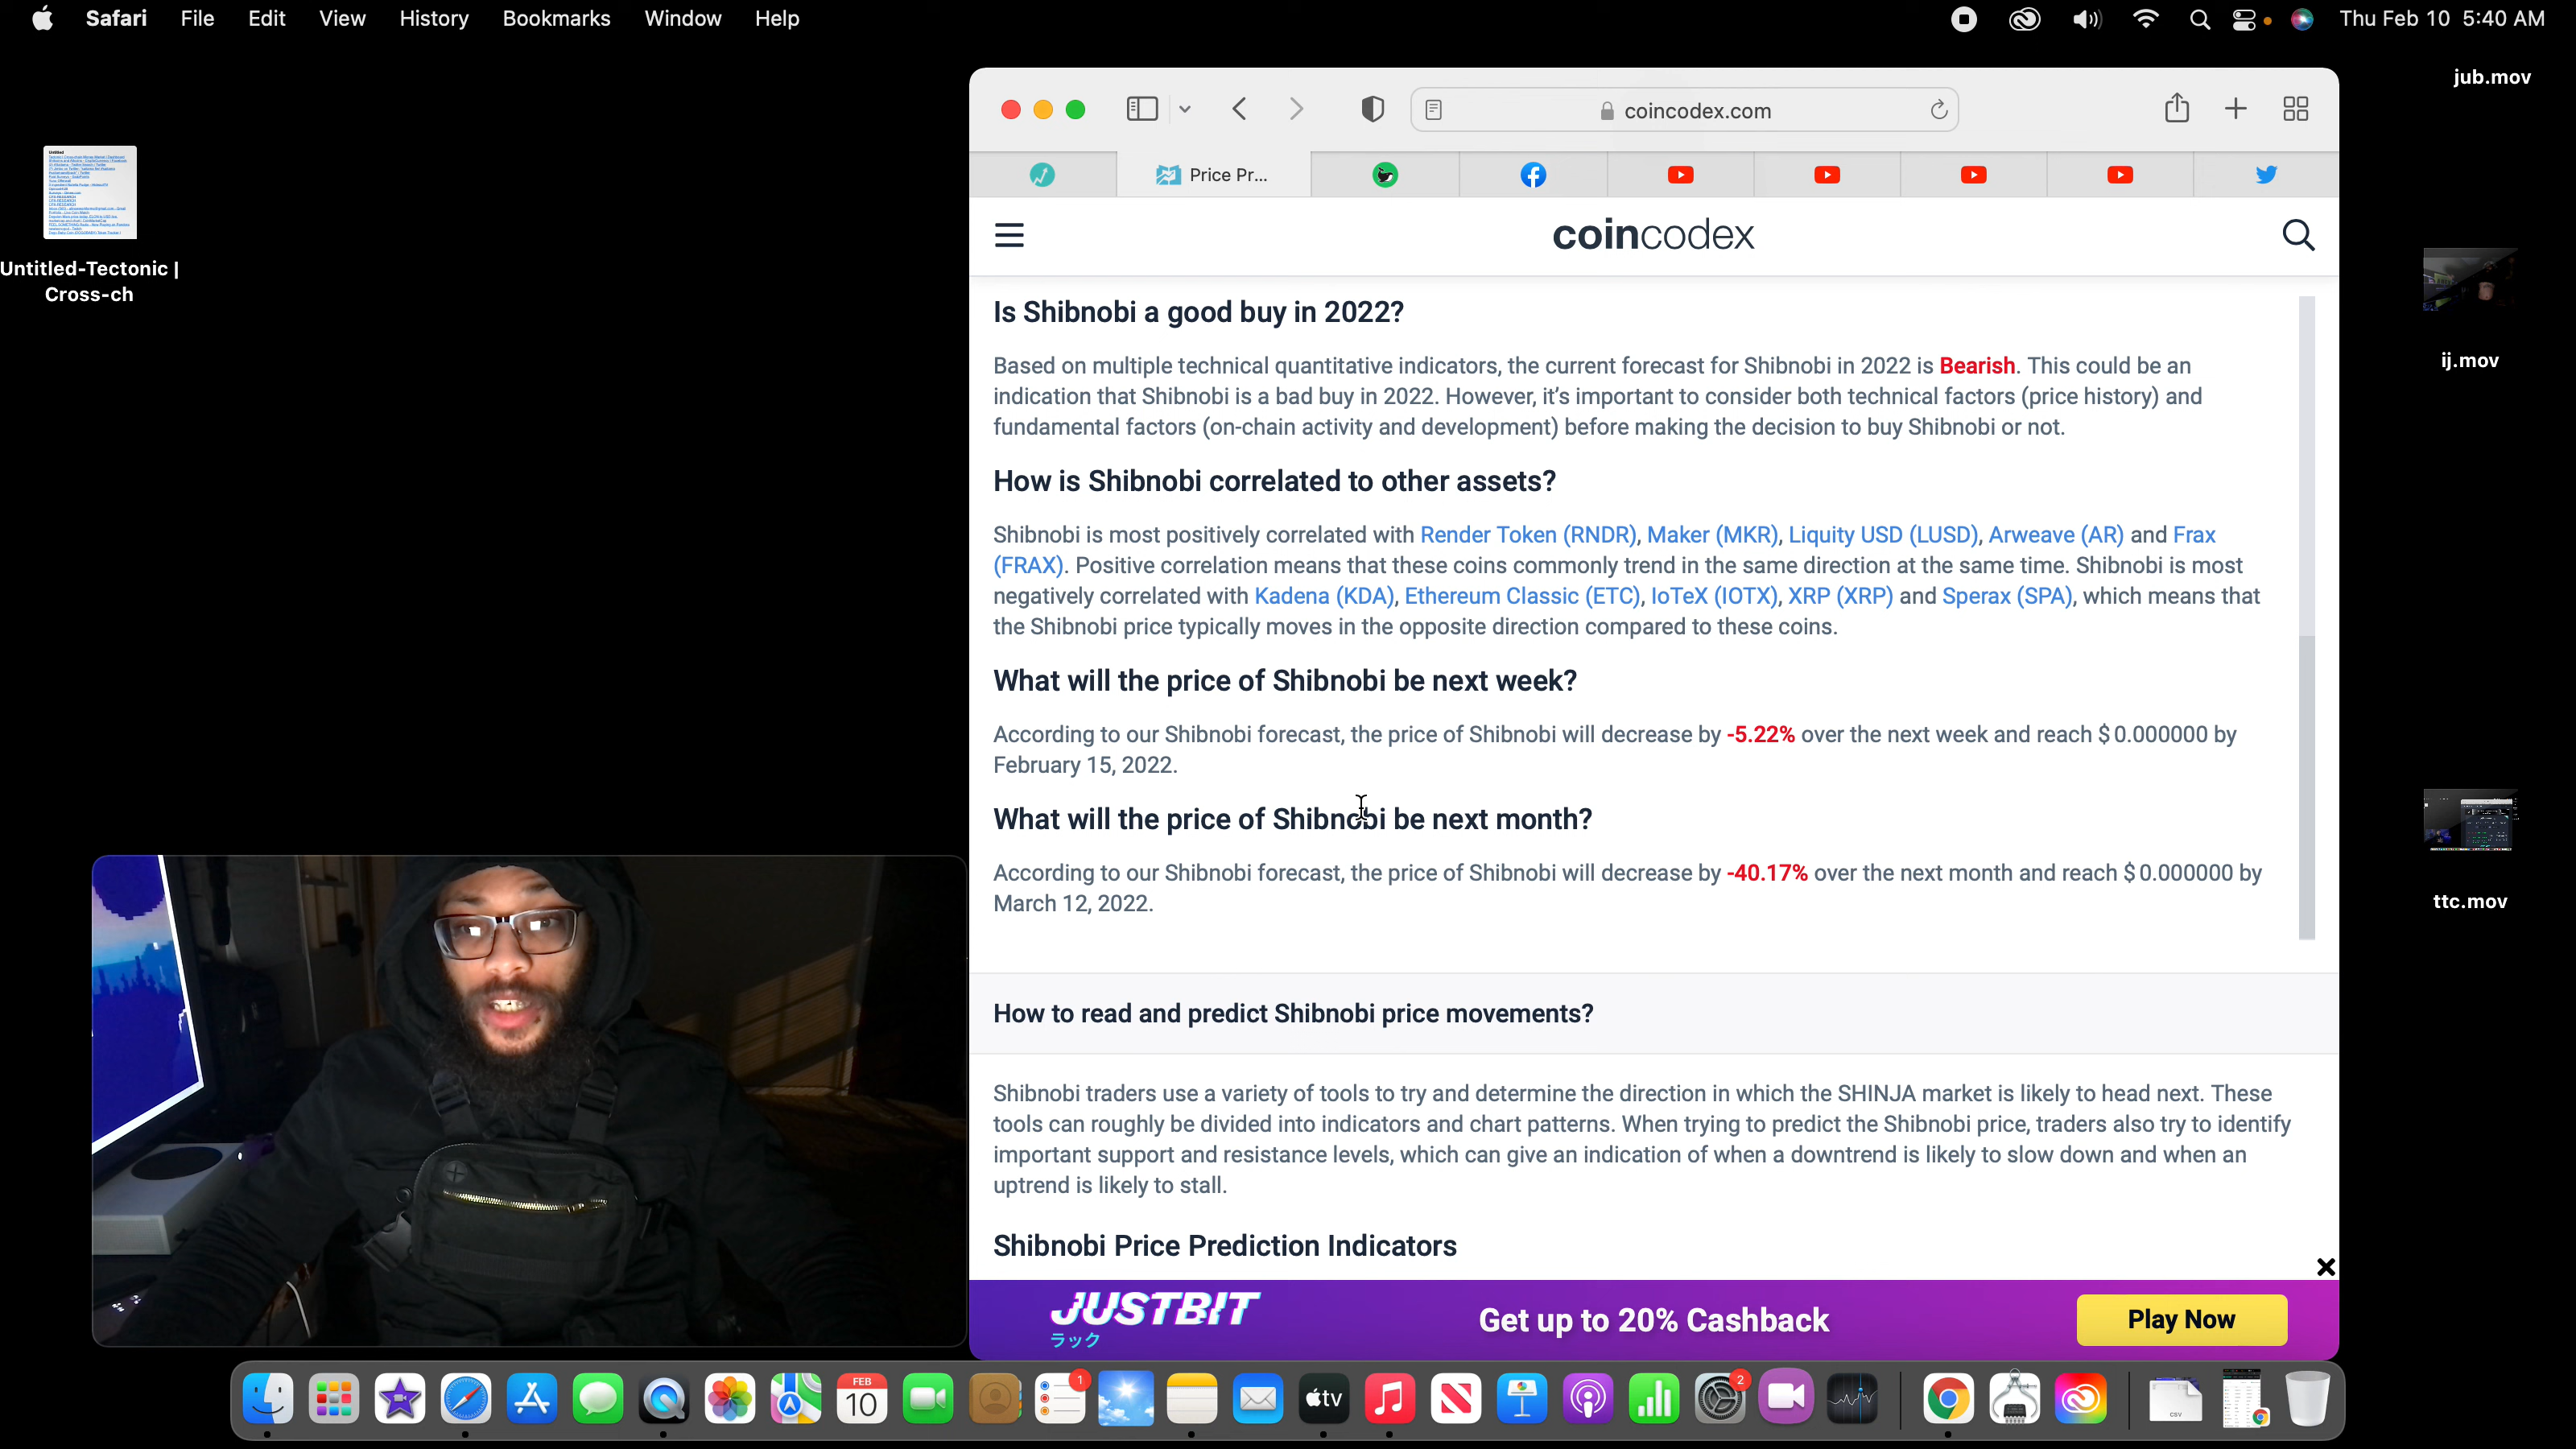 Safari File Edit View History Bookmarks Window Help
Thu Feb 10 5:40 AM
jub.mov
coincodex.com
Untitled-Tectonic |
Cross-ch
Price Pr...
coincodex
ij.mov
ttc.mov
Is Shibnobi a good buy in 2022?
Based on multiple technical quantitative indicators, the current forecast for Shibnobi in 2022 is Bearish. This could be an
indication that Shibnobi is a bad buy in 2022. However, it's important to consider both technical factors (price history) and
fundamental factors (on-chain activity and development) before making the decision to buy Shibnobi or not.
How is Shibnobi correlated to other assets?
Shibnobi is most positively correlated with Render Token (RNDR), Maker (MKR), Liquity USD (LUSD), Arweave (AR) and Frax
(FRAX). Positive correlation means that these coins commonly trend in the same direction at the same time. Shibnobi is most
negatively correlated with Kadena (KDA), Ethereum Classic (ETC), IoTeX (IOTX), XRP (XRP) and Sperax (SPA), which means that
the Shibnobi price typically moves in the opposite direction compared to these coins.
What will the price of Shibnobi be next week?
According to our Shibnobi forecast, the price of Shibnobi will decrease by -5.22% over the next week and reach $ 0.000000 by
February 15, 2022.
What will the price of Shibnobi be next month?
According to our Shibnobi forecast, the price of Shibnobi will decrease by -40.17% over the next month and reach $ 0.000000 by
March 12, 2022.
How to read and predict Shibnobi price movements?
Shibnobi traders use a variety of tools to try and determine the direction in which the SHINJA market is likely to head next. These
tools can roughly be divided into indicators and chart patterns. When trying to predict the Shibnobi price, traders also try to identify
important support and resistance levels, which can give an indication of when a downtrend is likely to slow down and when an
uptrend is likely to stall.
Shibnobi Price Prediction Indicators
JUSTBIT
ラック
Get up to 20% Cashback
Play Now
FEB
10
1
tv
2
CSV